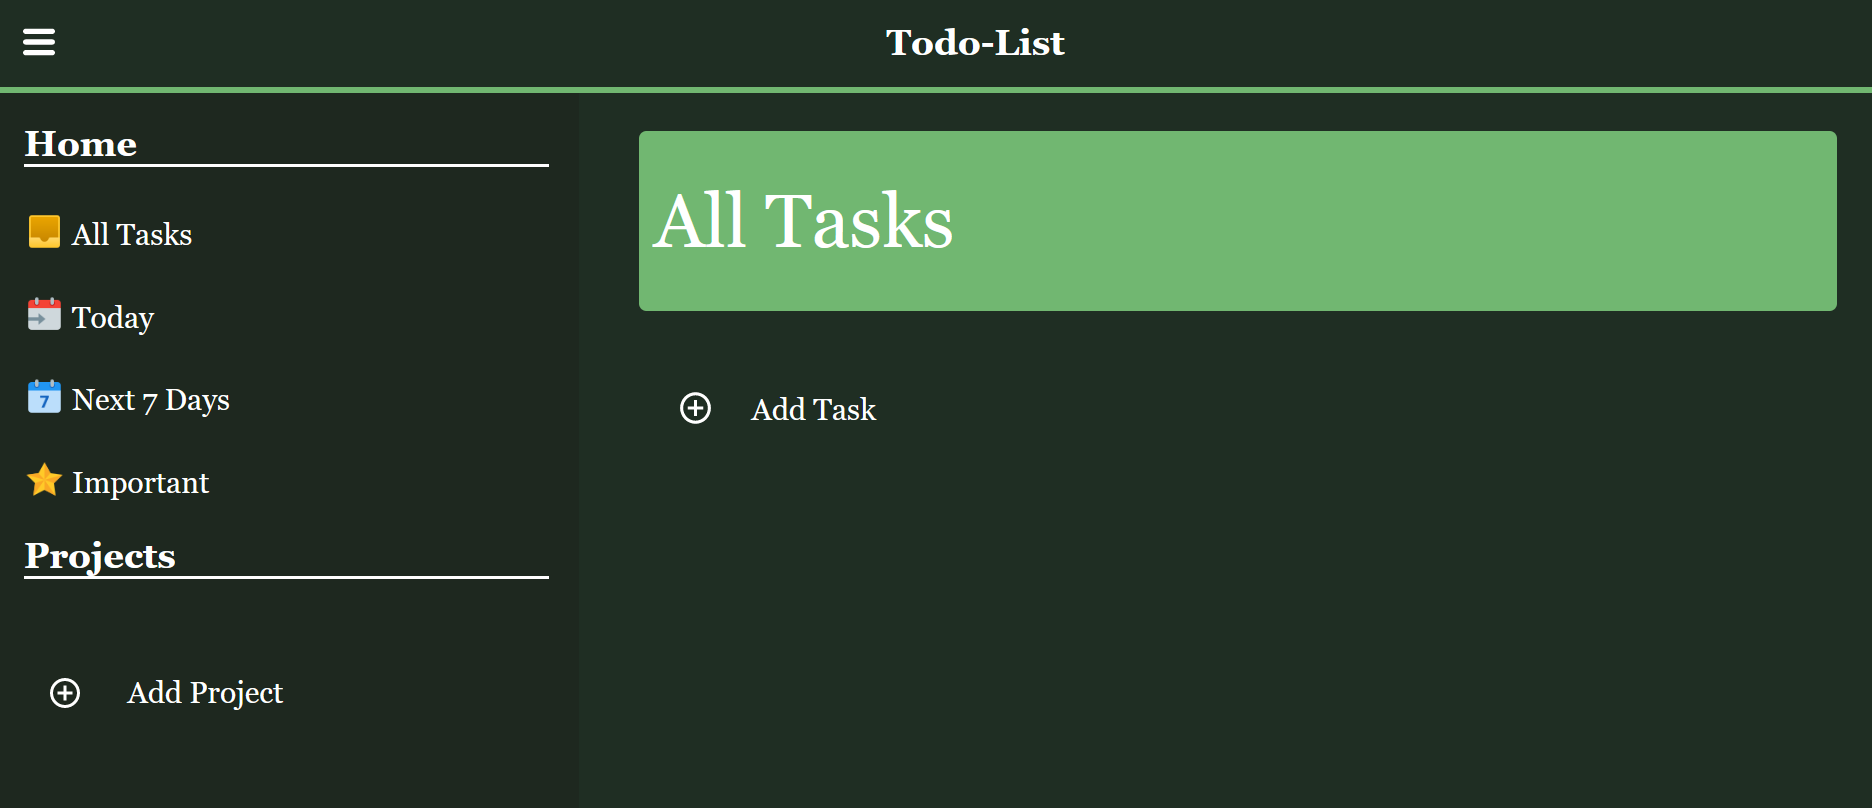 Todo-List
Home
All Tasks
Today
7
Next 7 Days
Important
Projects
Add Project
All Tasks
Add Task